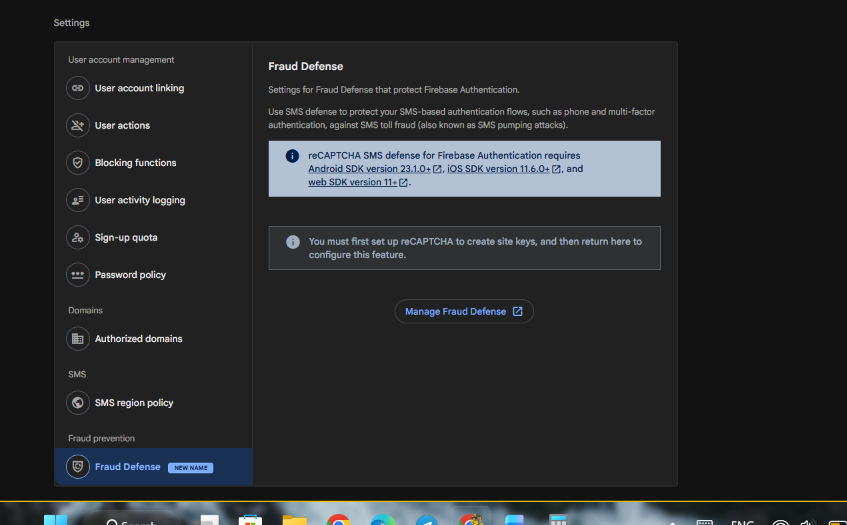 Settings
User account management
User account linking
User actions
Blocking functions
User activity logging
Sign-up quota
Password policy
Domains
Authorized domains
SMS
SMS region policy
Fraud prevention
Fraud Defense NEW NAME
Fraud Defense
Settings for Fraud Defense that protect Firebase Authentication.
Use SMS defense to protect your SMS-based authentication flows, such as phone and multi-factor
authentication, against SMS toll fraud (also known as SMS pumping attacks).
reCAPTCHA SMS defense for Firebase Authentication requires
Android SDK version 23.1.0+, iOS SDK version 11.6.0+, and
web SDK version 11+.
You must first set up reCAPTCHA to create site keys, and then return here to
configure this feature.
Manage Fraud Defense
Search
ENG